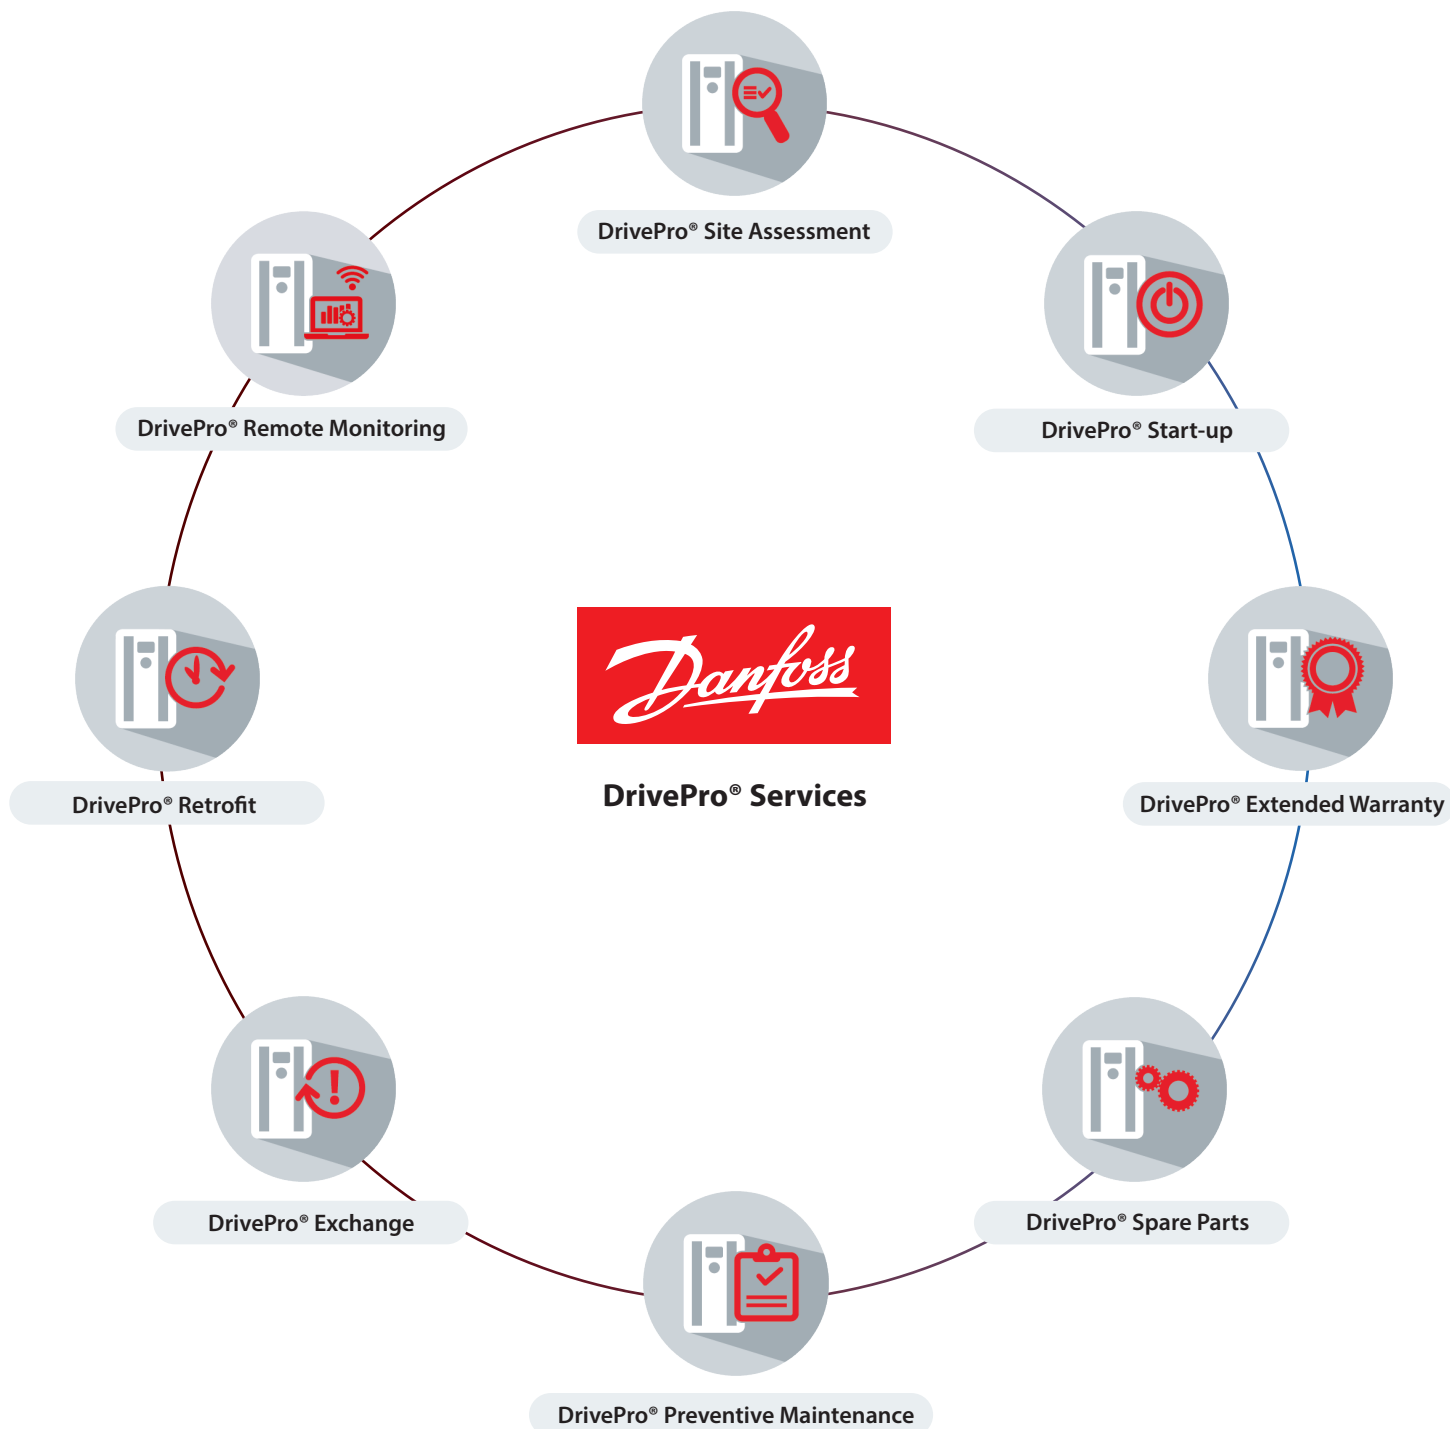 DrivePro® Site Assessment
DrivePro® Remote Monitoring
DrivePro® Start-up
Danfoss
DrivePro® Services
DrivePro® Retrofit
DrivePro® Extended Warranty
DrivePro® Exchange
DrivePro® Spare Parts
DrivePro® Preventive Maintenance